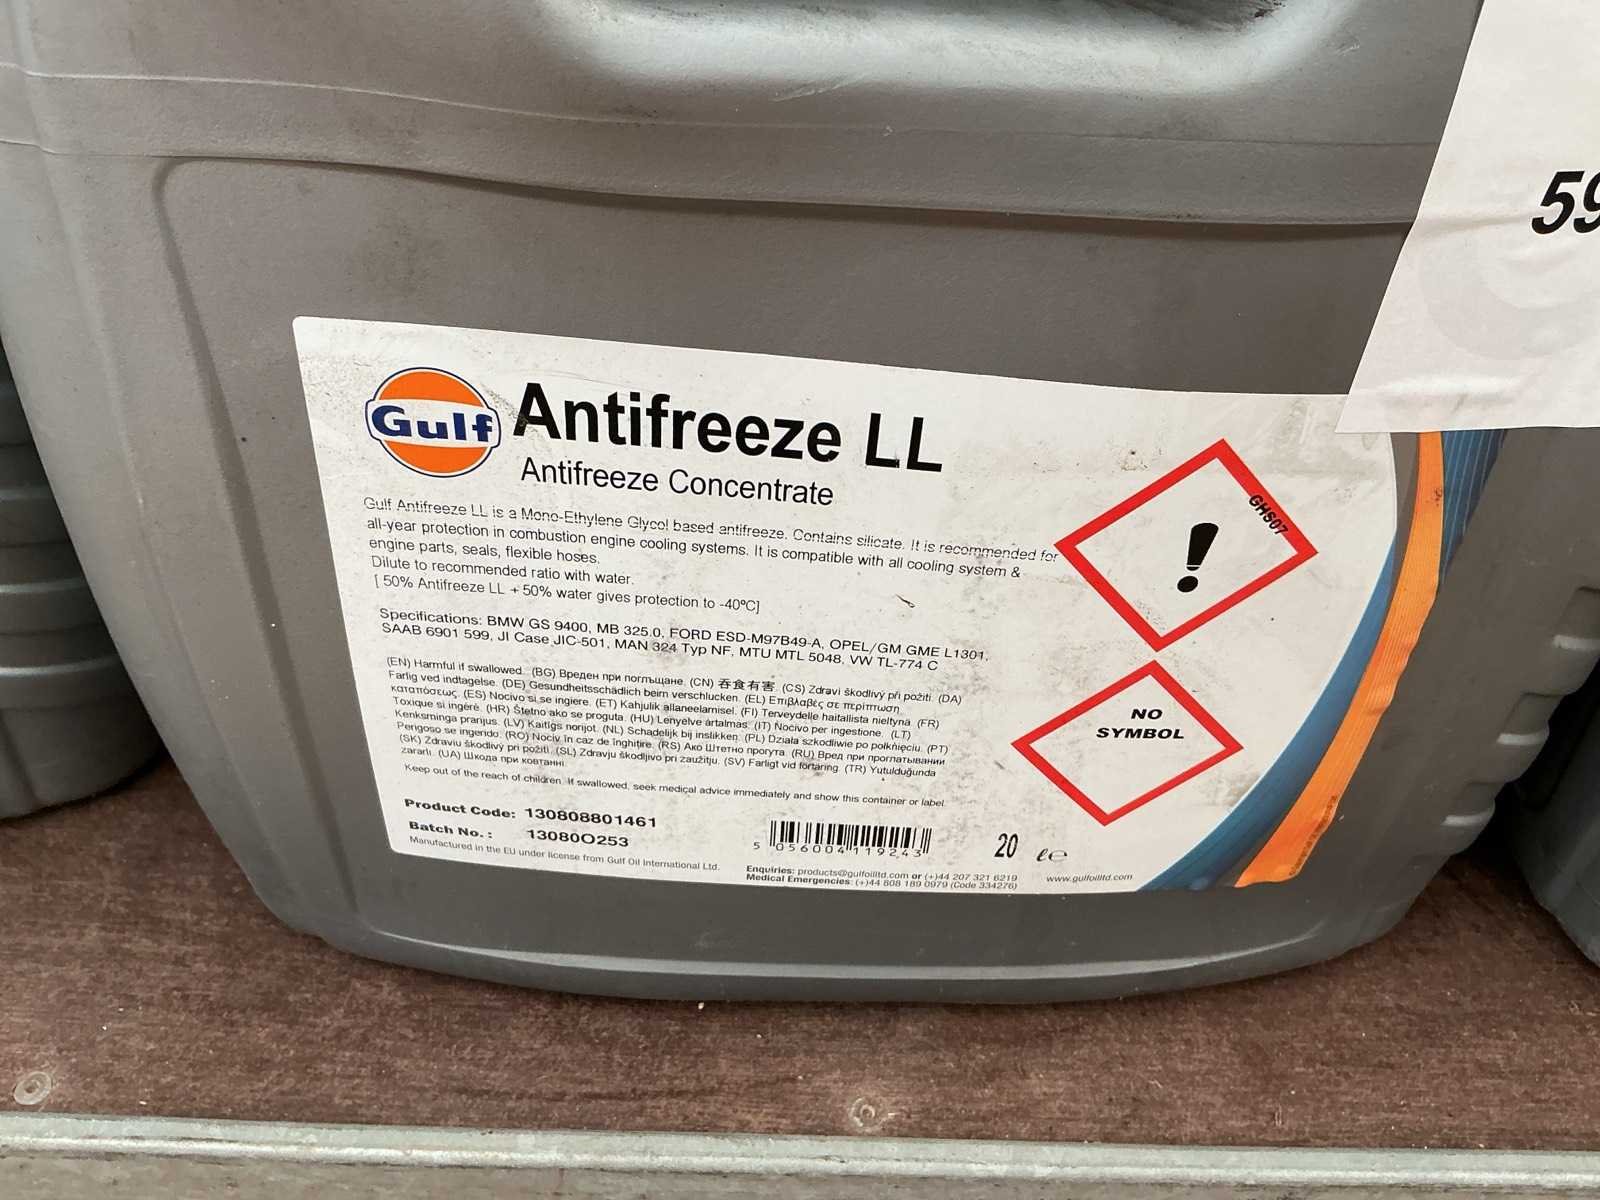 59
Gulf
Antifreeze LL
Antifreeze Concentrate
Gulf Antifreeze LL is a Mono-Ethylene Glycol based antifreeze. Contains silicate. It is recommended for
all-year protection in combustion engine cooling systems. It is compatible with all cooling system &
engine parts, seals, flexible hoses.
Dilute to recommended ratio with water.
[ 50% Antifreeze LL + 50% water gives protection to -40ºC]
GHS07
Specifications: BMW GS 9400, MB 325.0, FORD ESD-M97B49-A, OPEL/GM GME L1301,
SAAB 6901 599, JI Case JIC-501, MAN 324 Typ NF, MTU MTL 5048, VW TL-774 C
(EN) Harmful if swallowed. (BG) Вреден при поглъщане. (CN) 吞食有害. (CS) Zdraví škodlivý při požití. (DA)
Farlig ved indtagelse. (DE) Gesundheitsschädlich beim verschlucken. (EL) Επιβλαβές σε περίπτωση
καταπόσεως. (ES) Nocivo si se ingiere. (ET) Kahjulik allaneelamisel. (FI) Terveydelle haitallista nieltynä. (FR)
Toxique si ingéré. (HR) Štetno ako se proguta. (HU) Lenyelve ártalmas. (IT) Nocivo per ingestione. (LT)
Kenksminga prarijus. (LV) Kaitīgs norijot. (NL) Schadelijk bij inslikken. (PL) Działa szkodliwie po połknięciu. (PT)
Perigoso se ingerido. (RO) Nociv în caz de înghiţire. (RS) Ако Штетно прогута. (RU) Вред при проглатывании
(SK) Zdraviu škodlivý pri požití. (SL) Zdravju škodljivo pri zaužitju. (SV) Farligt vid förtäring. (TR) Yutulduğunda
zararlı. (UA) Шкода при ковтанні.
Keep out of the reach of children. If swallowed, seek medical advice immediately and show this container or label.
NO
SYMBOL
Product Code: 130808801461
Batch No. : 13080O253
Manufactured in the EU under license from Gulf Oil International Ltd.
5 056004 119243
20 ℓe
Enquiries: products@gulfoilltd.com or (+)44 207 321 6219
Medical Emergencies: (+)44 808 189 0979 (Code 334276)
www.gulfoilltd.com